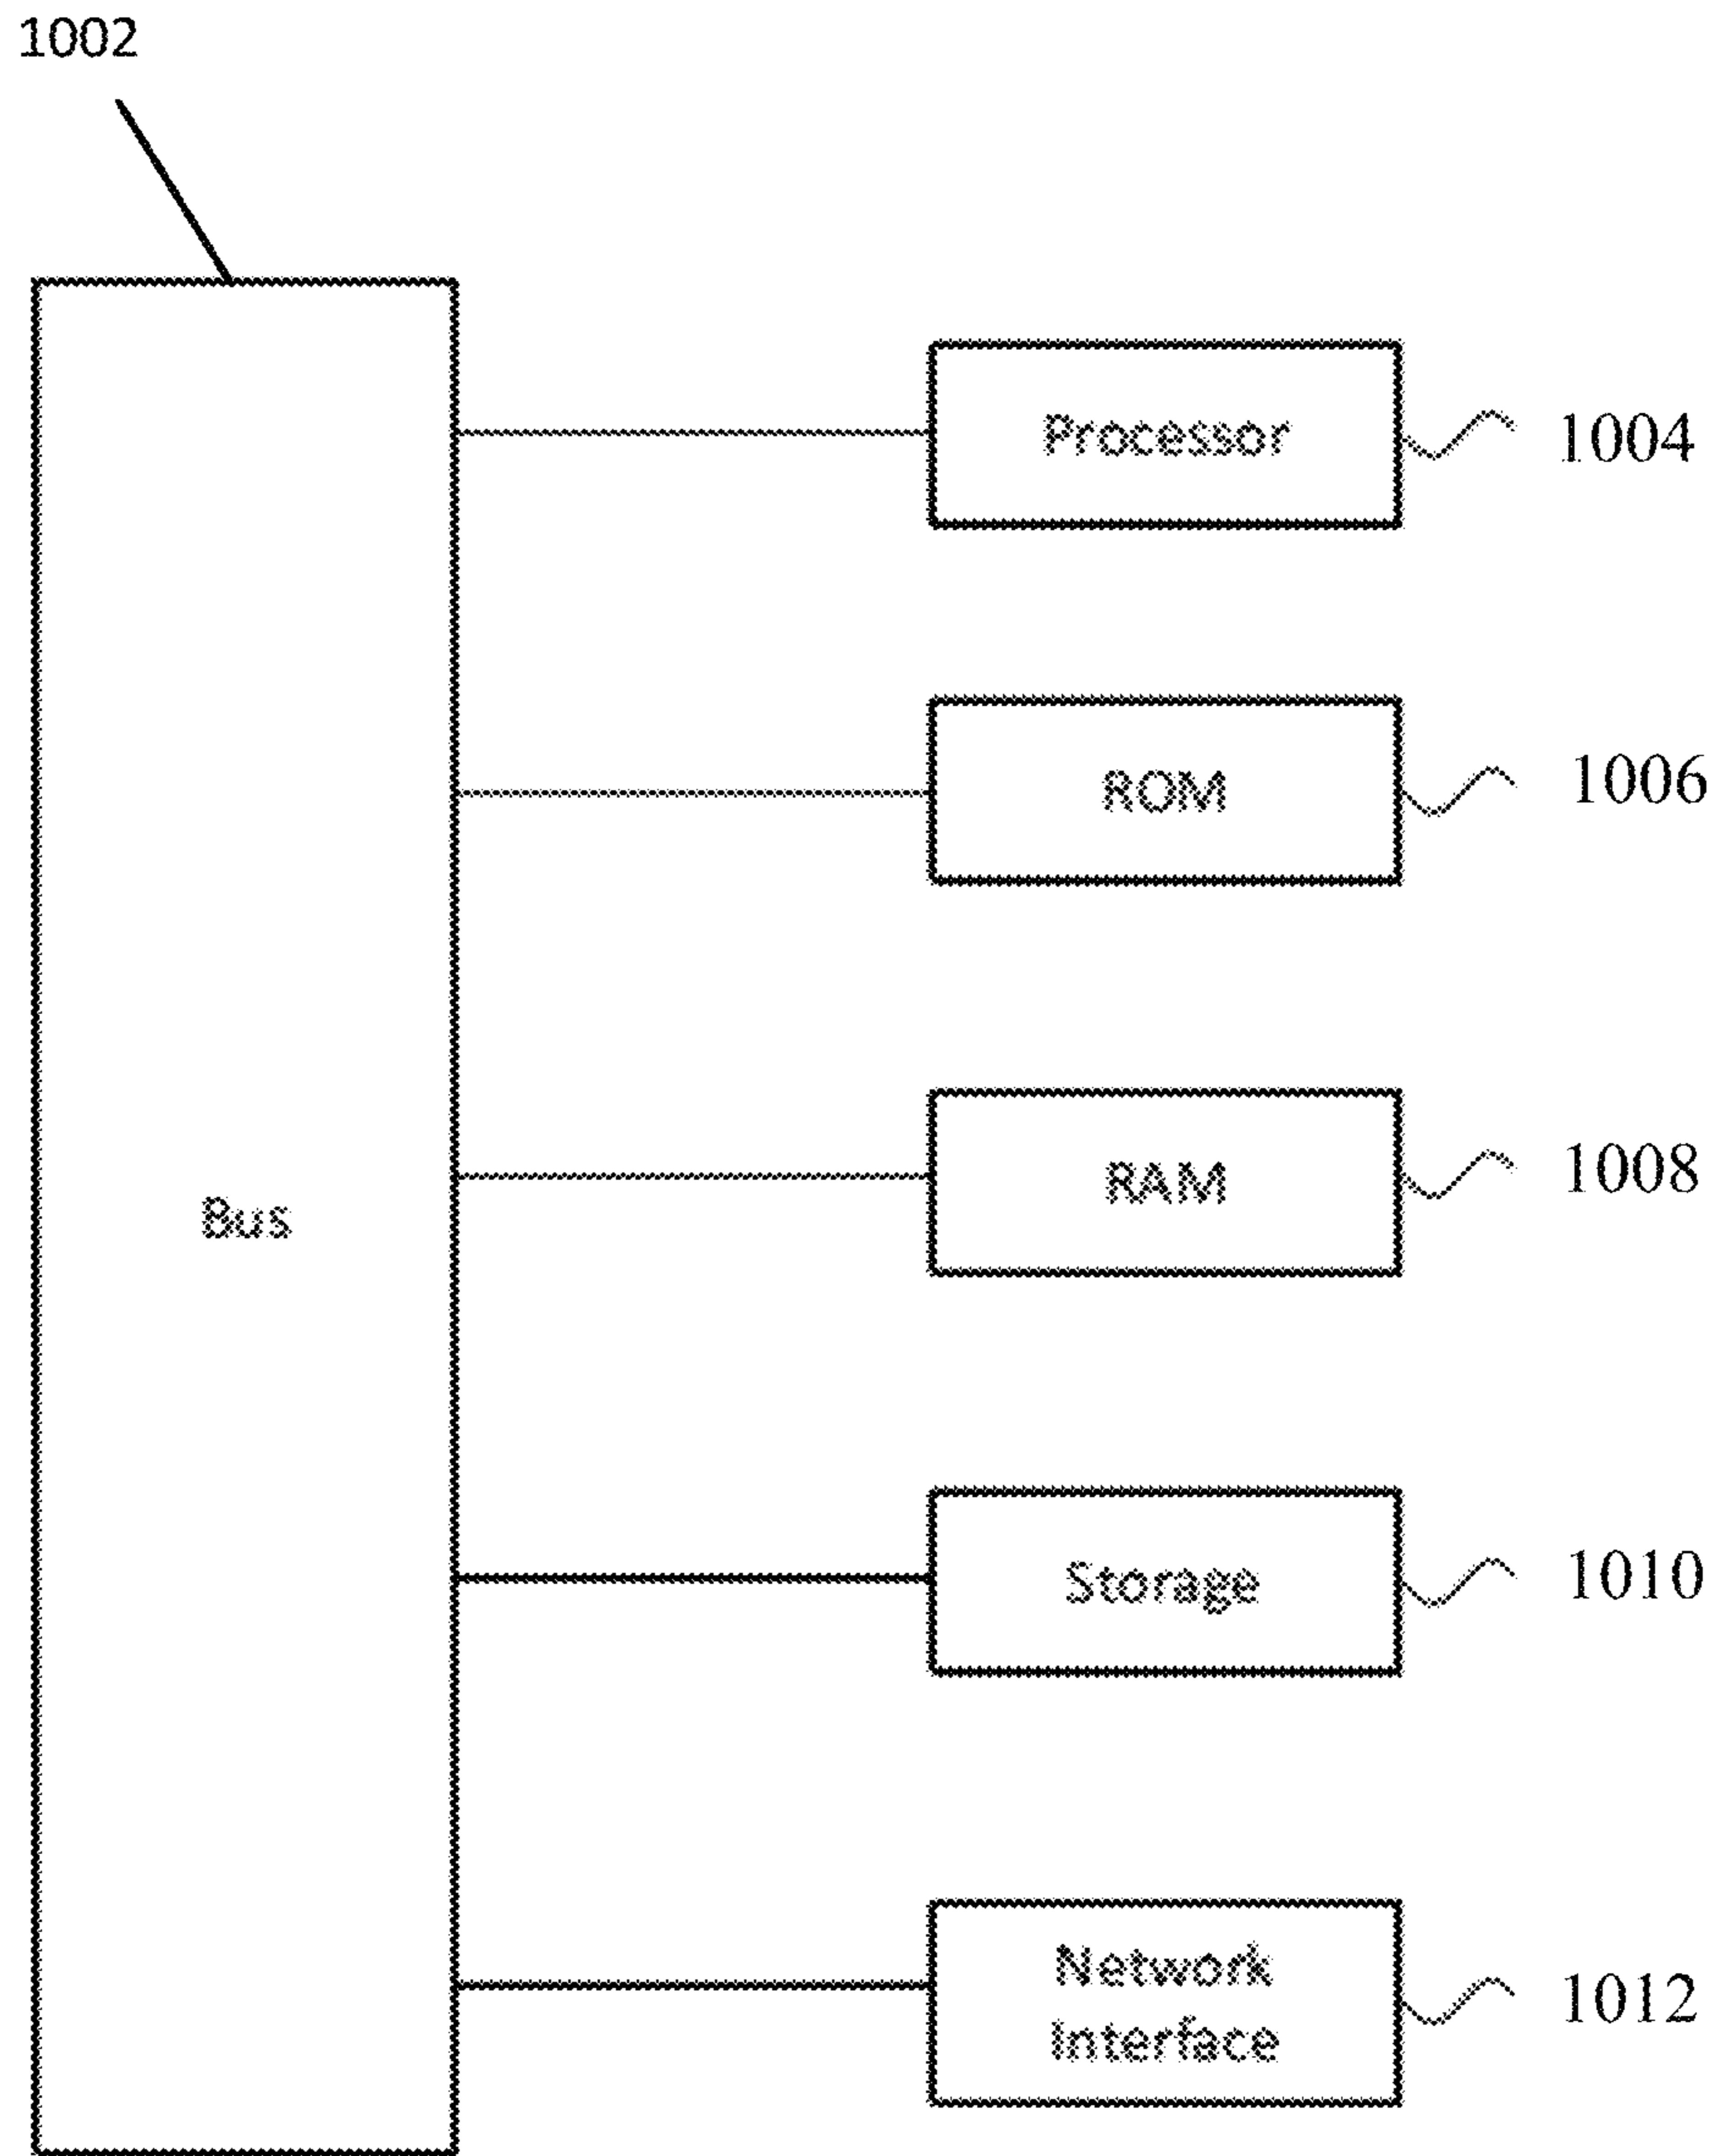 1002
Processor
1004
ROM
1006
RAM
1008
Bus
Storage
1010
Network
Interface
1012